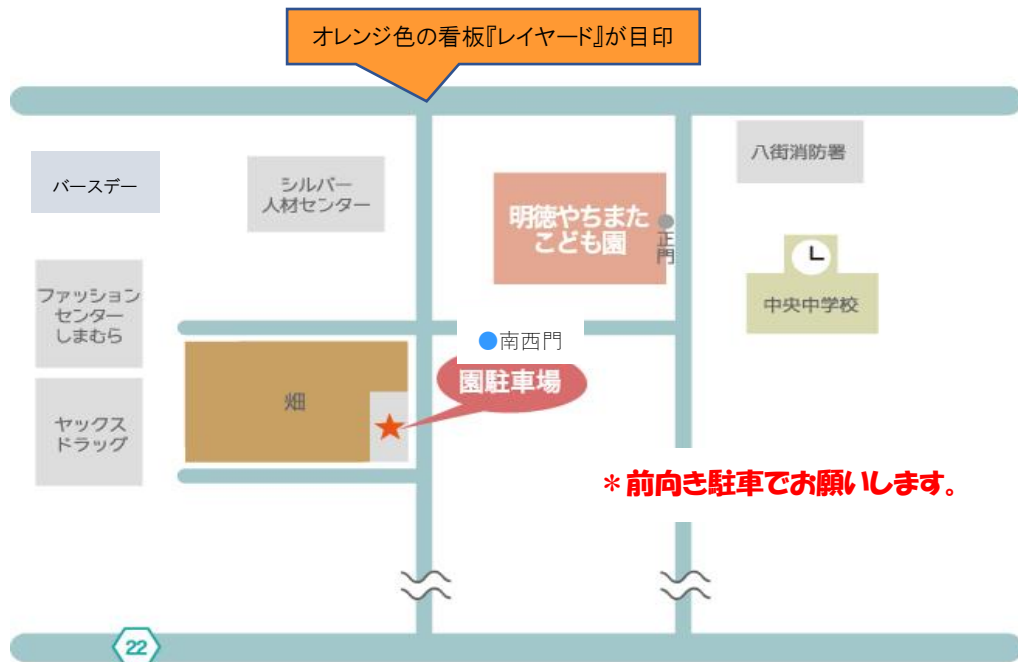 オレンジ色の看板『レイヤード』が目印
八街消防署
バースデー
シルバー
人材センター
明徳やちまた
こども園
正門
ファッション
センター
しまむら
中央中学校
南西門
園駐車場
畑
ヤックス
ドラッグ
＊前向き駐車でお願いします。
22